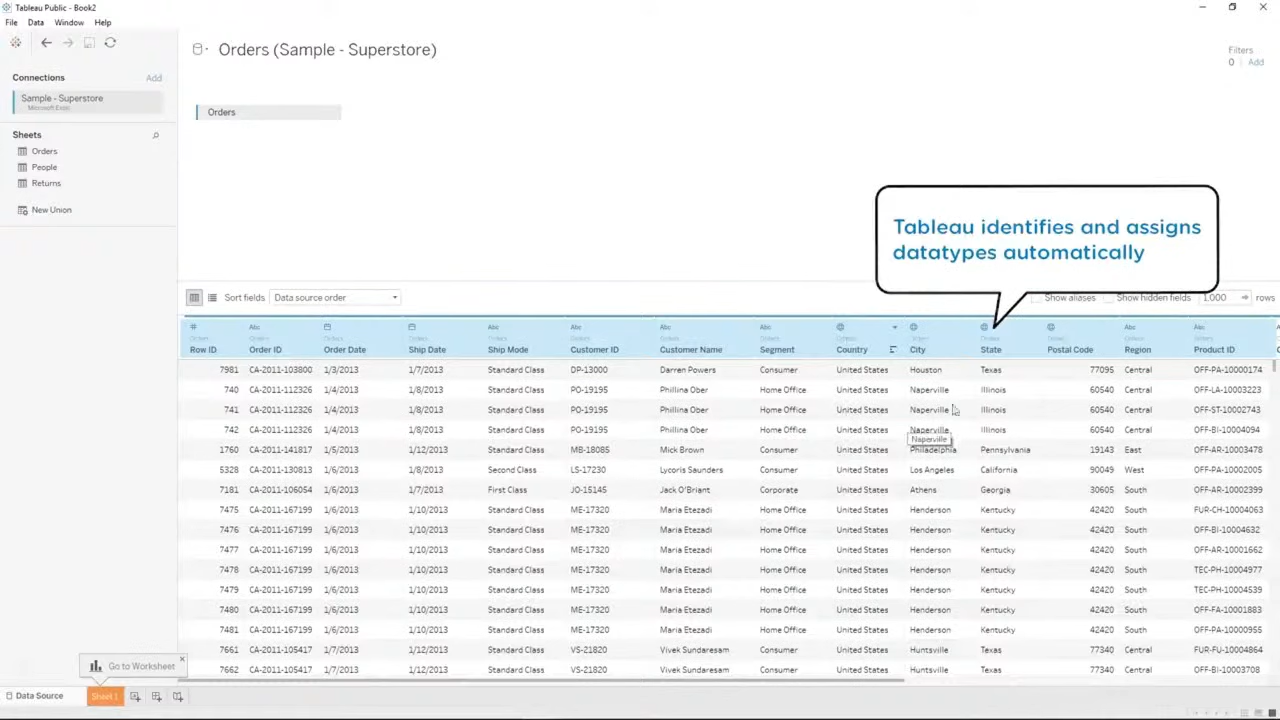 Tableau Public - Book2
File Data Window Help
Connections Add
Sample - Superstore
Microsoft Excel
Sheets
Orders
People
Returns
New Union
Orders (Sample - Superstore)
Filters
0 Add
Orders
Tableau identifies and assigns
datatypes automatically
Sort fields Data source order Show aliases Show hidden fields 1,000 rows
# Abc Abc Abc Abc Abc Abc Abc
Orders Orders Orders Orders Orders Orders Orders Orders Orders Orders Orders Orders Orders Orders
Row ID Order ID Order Date Ship Date Ship Mode Customer ID Customer Name Segment Country City State Postal Code Region Product ID
7981 CA-2011-103800 1/3/2013 1/7/2013 Standard Class DP-13000 Darren Powers Consumer United States Houston Texas 77095 Central OFF-PA-10000174
740 CA-2011-112326 1/4/2013 1/8/2013 Standard Class PO-19195 Phillina Ober Home Office United States Naperville Illinois 60540 Central OFF-LA-10003223
741 CA-2011-112326 1/4/2013 1/8/2013 Standard Class PO-19195 Phillina Ober Home Office United States Naperville Illinois 60540 Central OFF-ST-10002743
742 CA-2011-112326 1/4/2013 1/8/2013 Standard Class PO-19195 Phillina Ober Home Office United States Naperville Illinois 60540 Central OFF-BI-10004094
Naperville
1760 CA-2011-141817 1/5/2013 1/12/2013 Standard Class MB-18085 Mick Brown Consumer United States Philadelphia Pennsylvania 19143 East OFF-AR-10003478
5328 CA-2011-130813 1/6/2013 1/8/2013 Second Class LS-17230 Lycoris Saunders Consumer United States Los Angeles California 90049 West OFF-PA-10002005
7181 CA-2011-106054 1/6/2013 1/7/2013 First Class JO-15145 Jack O'Briant Corporate United States Athens Georgia 30605 South OFF-AR-10002399
7475 CA-2011-167199 1/6/2013 1/10/2013 Standard Class ME-17320 Maria Etezadi Home Office United States Henderson Kentucky 42420 South FUR-CH-10004063
7476 CA-2011-167199 1/6/2013 1/10/2013 Standard Class ME-17320 Maria Etezadi Home Office United States Henderson Kentucky 42420 South OFF-BI-10004632
7477 CA-2011-167199 1/6/2013 1/10/2013 Standard Class ME-17320 Maria Etezadi Home Office United States Henderson Kentucky 42420 South OFF-AR-10001662
7478 CA-2011-167199 1/6/2013 1/10/2013 Standard Class ME-17320 Maria Etezadi Home Office United States Henderson Kentucky 42420 South TEC-PH-10004977
7479 CA-2011-167199 1/6/2013 1/10/2013 Standard Class ME-17320 Maria Etezadi Home Office United States Henderson Kentucky 42420 South TEC-PH-10004539
7480 CA-2011-167199 1/6/2013 1/10/2013 Standard Class ME-17320 Maria Etezadi Home Office United States Henderson Kentucky 42420 South OFF-FA-10001883
7481 CA-2011-167199 1/6/2013 1/10/2013 Standard Class ME-17320 Maria Etezadi Home Office United States Henderson Kentucky 42420 South OFF-PA-10000955
7661 CA-2011-105417 1/7/2013 1/12/2013 Standard Class VS-21820 Vivek Sundaresam Consumer United States Huntsville Texas 77340 Central FUR-FU-10004864
7662 CA-2011-105417 1/7/2013 1/12/2013 Standard Class VS-21820 Vivek Sundaresam Consumer United States Huntsville Texas 77340 Central OFF-BI-10003708
Go to Worksheet
Data Source Sheet 1